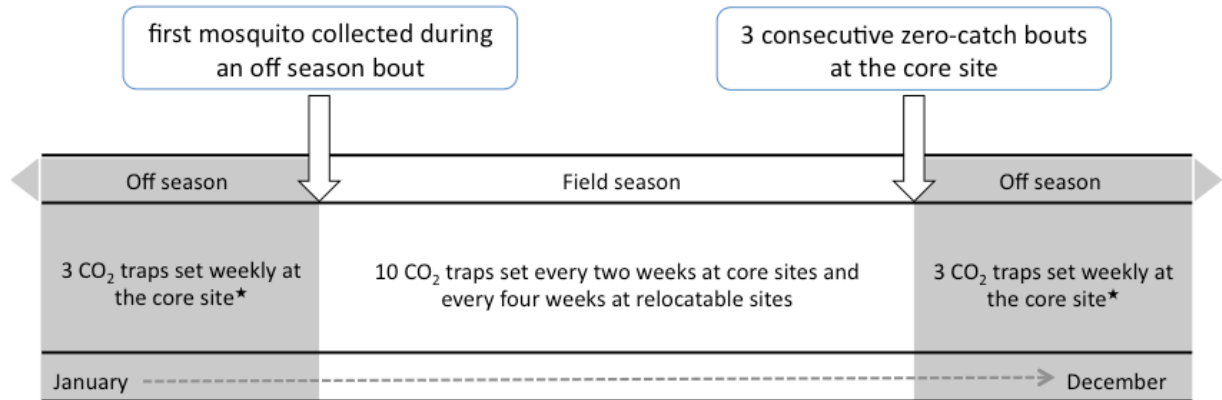 first mosquito collected during
an off season bout
3 consecutive zero-catch bouts
at the core site
Off season
Field season
Off season
3 CO₂ traps set weekly at
the core site★
10 CO₂ traps set every two weeks at core sites and
every four weeks at relocatable sites
3 CO₂ traps set weekly at
the core site★
January
December